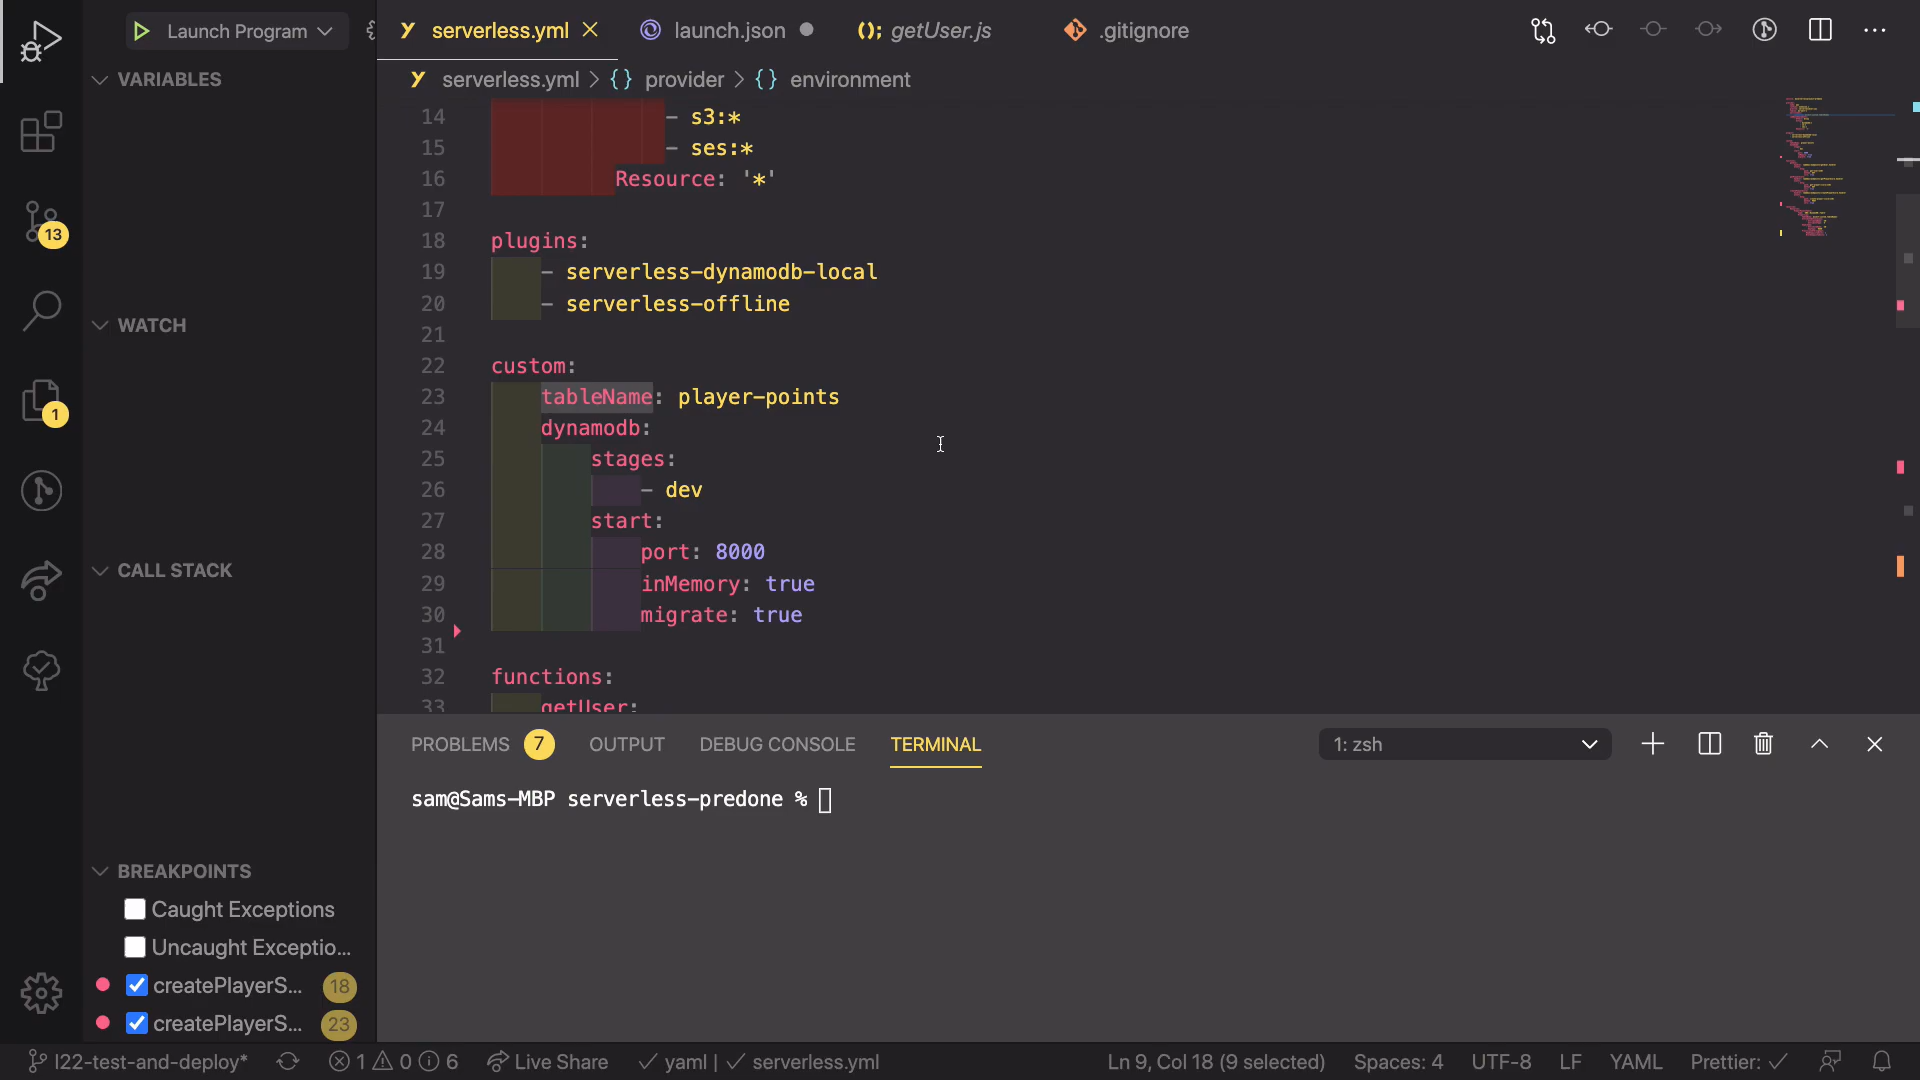 Launch Program
serverless.yml
launch.json
getUser.js
.gitignore
VARIABLES
serverless.yml > {} provider > {} environment
14 - s3:*
15 - ses:*
16 Resource: '*'
17
18 plugins:
19 - serverless-dynamodb-local
20 - serverless-offline
21
22 custom:
23 tableName: player-points
24 dynamodb:
25 stages:
26 - dev
27 start:
28 port: 8000
29 inMemory: true
30 migrate: true
31
32 functions:
33 getUser:
13
1
WATCH
CALL STACK
BREAKPOINTS
Caught Exceptions
Uncaught Exceptio...
createPlayerS... 18
createPlayerS... 23
PROBLEMS 7 OUTPUT DEBUG CONSOLE TERMINAL
1: zsh
sam@Sams-MBP serverless-predone %
l22-test-and-deploy* 1 0 6 Live Share yaml | serverless.yml
Ln 9, Col 18 (9 selected) Spaces: 4 UTF-8 LF YAML Prettier: